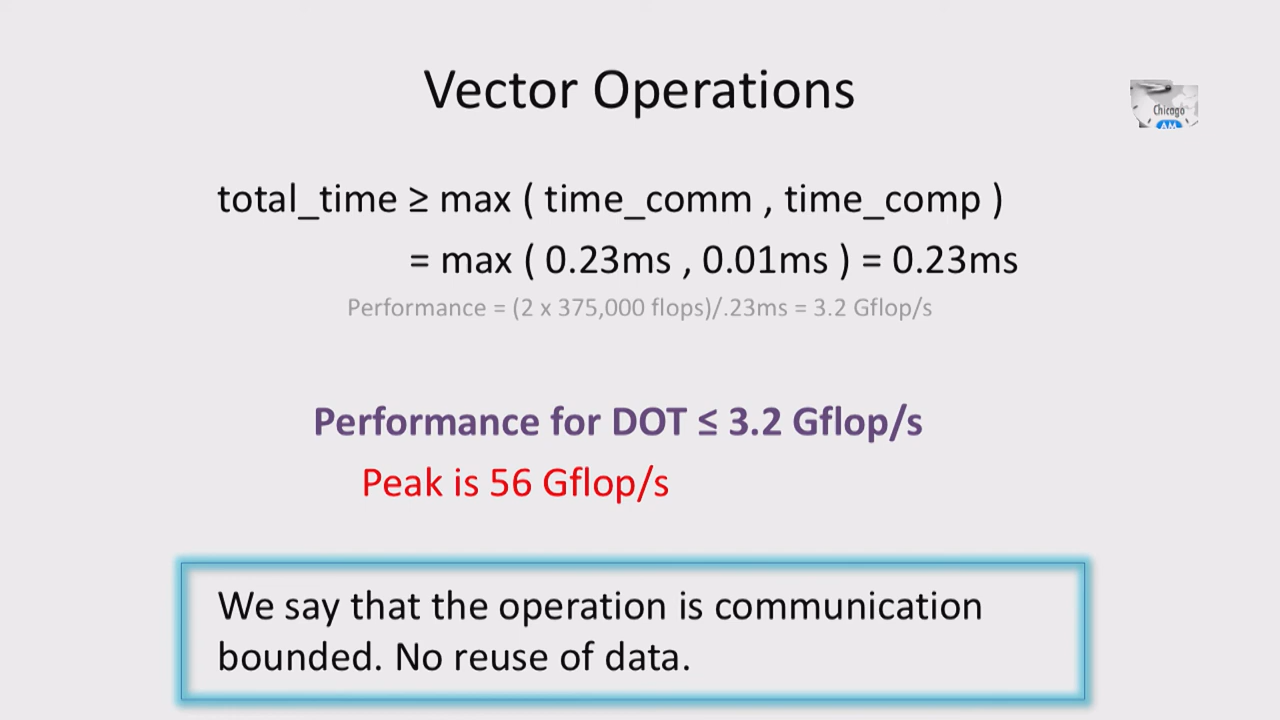 Vector Operations
Chicago
AM
total_time ≥ max ( time_comm , time_comp )
= max ( 0.23ms , 0.01ms ) = 0.23ms
Performance = (2 x 375,000 flops)/.23ms = 3.2 Gflop/s
Performance for DOT ≤ 3.2 Gflop/s
Peak is 56 Gflop/s
We say that the operation is communication
bounded. No reuse of data.